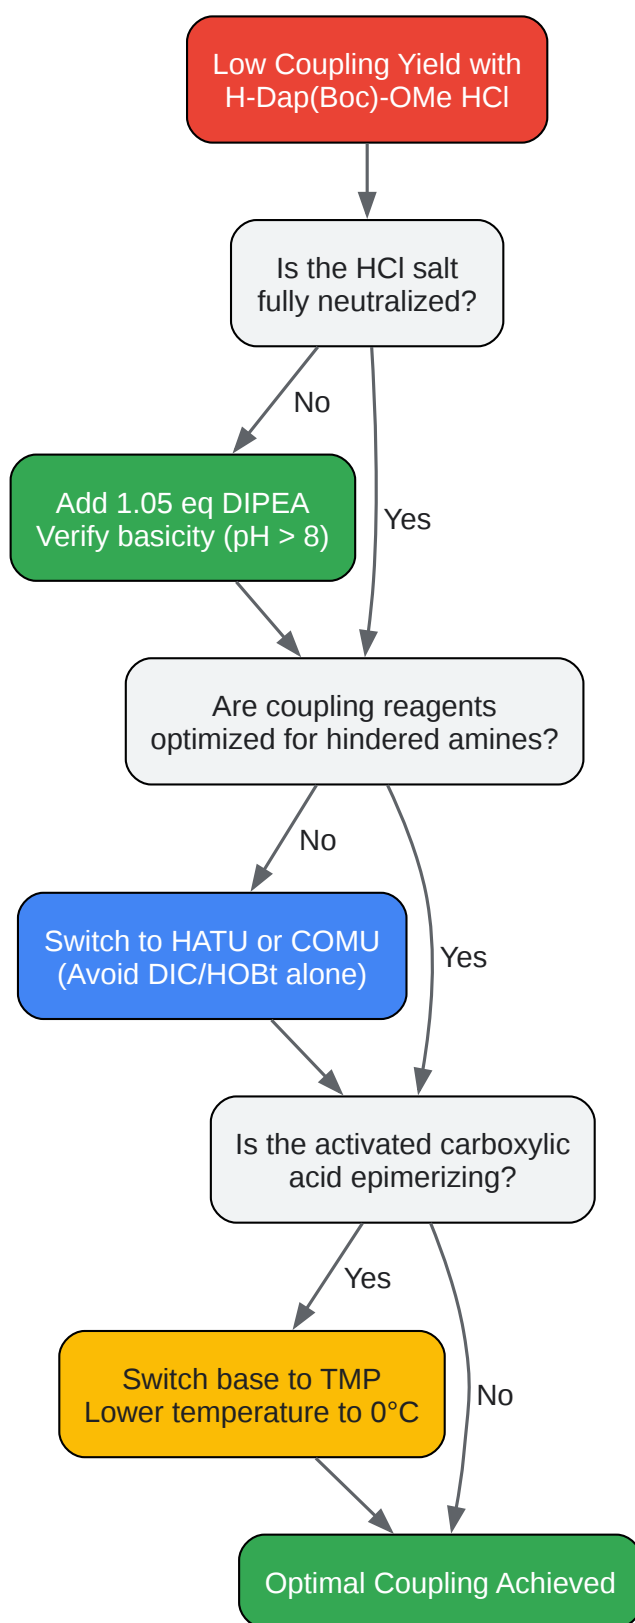 Low Coupling Yield with
H-Dap(Boc)-OMe HCl
Is the HCl salt
fully neutralized?
No
Add 1.05 eq DIPEA
Verify basicity (pH > 8)
Yes
Are coupling reagents
optimized for hindered amines?
No
Switch to HATU or COMU
(Avoid DIC/HOBt alone)
Yes
Is the activated carboxylic
acid epimerizing?
Yes
Switch base to TMP
Lower temperature to 0°C
No
Optimal Coupling Achieved